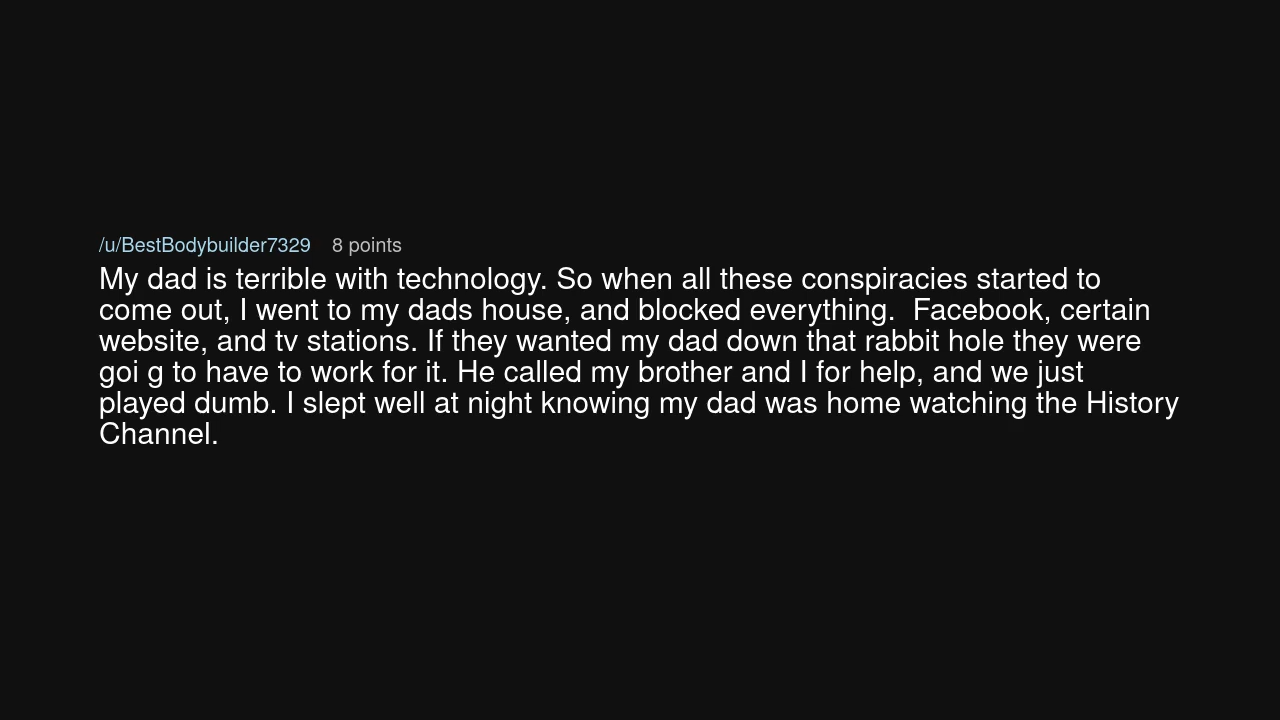 /u/BestBodybuilder7329 8 points
My dad is terrible with technology. So when all these conspiracies started to
come out, I went to my dads house, and blocked everything.  Facebook, certain
website, and tv stations. If they wanted my dad down that rabbit hole they were
goi g to have to work for it. He called my brother and I for help, and we just
played dumb. I slept well at night knowing my dad was home watching the History
Channel.